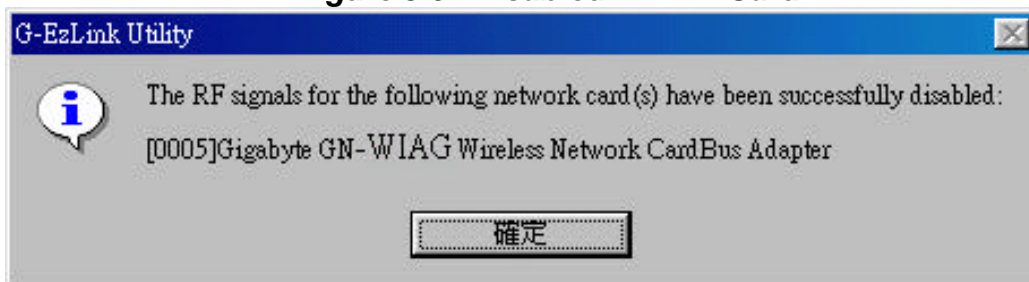 G-EzLink Utility
The RF signals for the following network card(s) have been successfully disabled:
[0005]Gigabyte GN-WIAG Wireless Network CardBus Adapter
確定